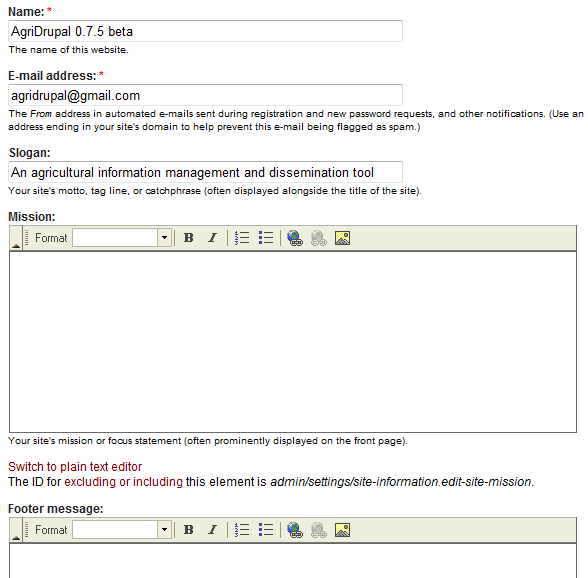 Name: *
AgriDrupal 0.7.5 beta
The name of this website.
E-mail address: *
agridrupal@gmail.com
The From address in automated e-mails sent during registration and new password requests, and other notifications. (Use an
address ending in your site's domain to help prevent this e-mail being flagged as spam.)
Slogan:
An agricultural information management and dissemination tool
Your site's motto, tag line, or catchphrase (often displayed alongside the title of the site).
Mission:
Format B I
Your site's mission or focus statement (often prominently displayed on the front page).
Switch to plain text editor
The ID for excluding or including this element is admin/settings/site-information.edit-site-mission.
Footer message:
Format B I